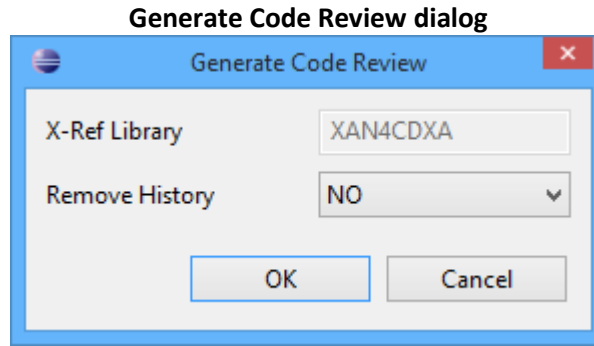 Generate Code Review dialog
Generate Code Review
X-Ref Library XAN4CDXA
Remove History NO
OK Cancel